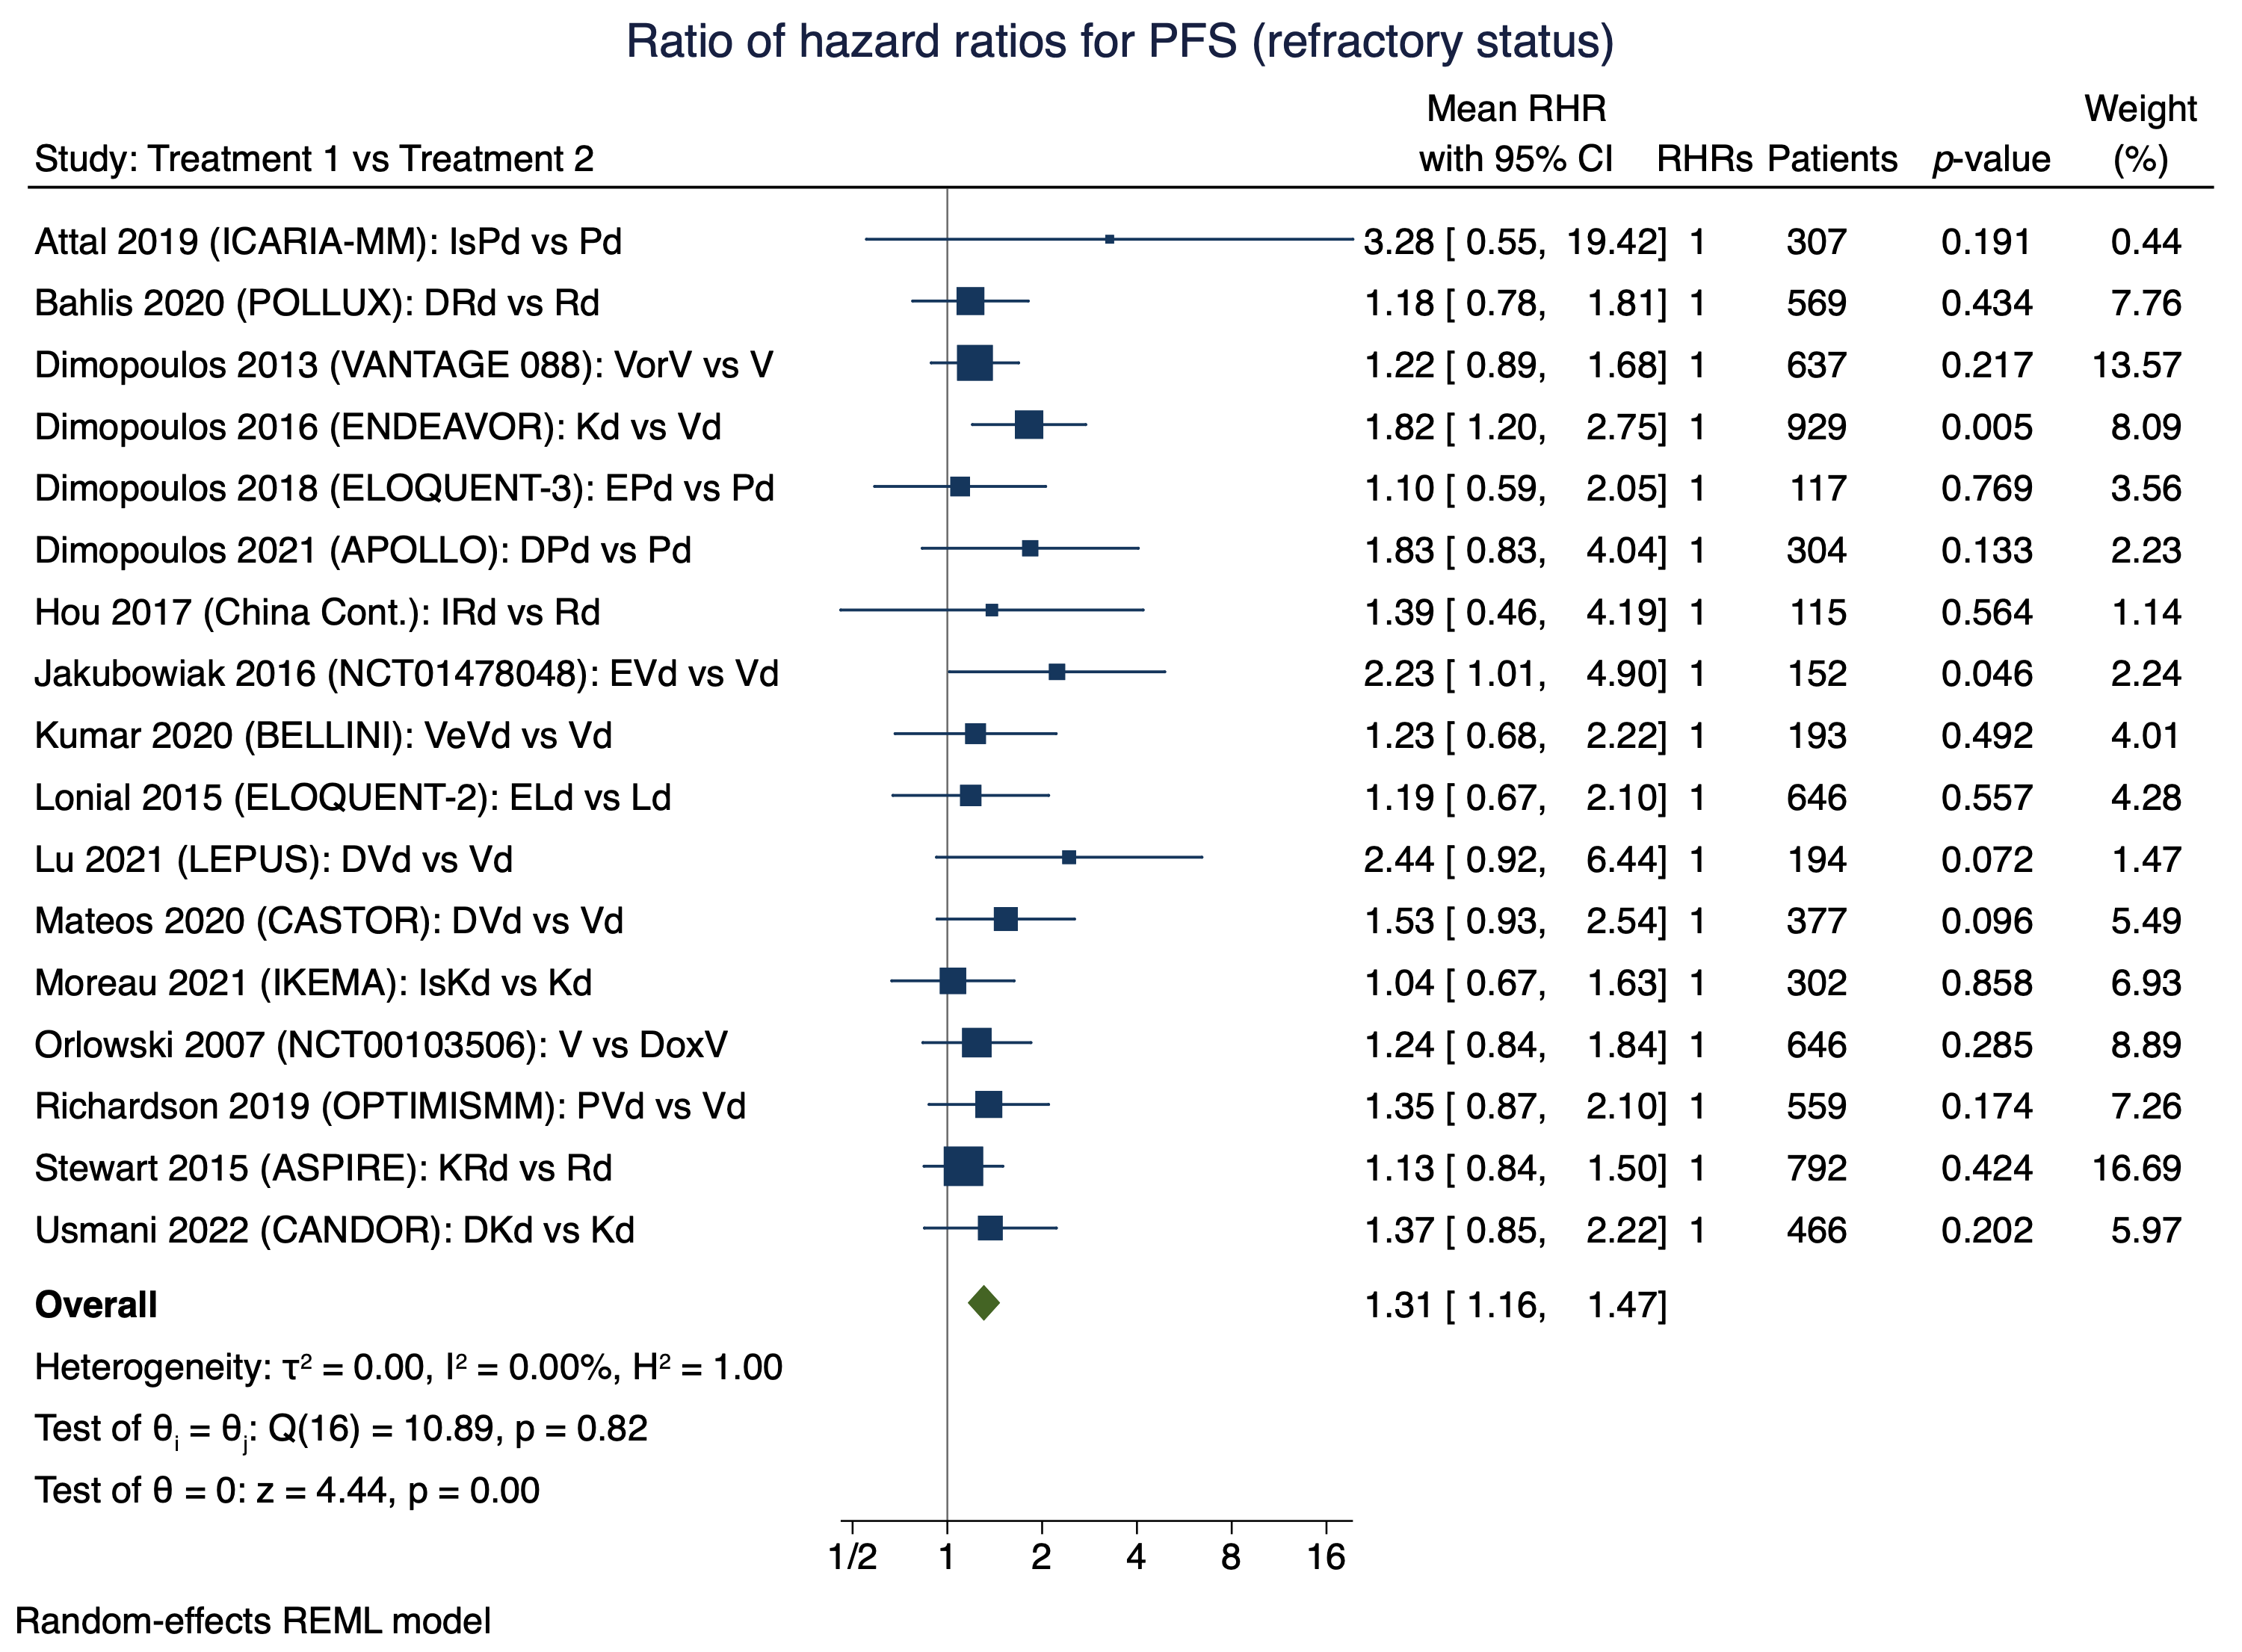 Ratio of hazard ratios for PFS (refractory status)
Mean RHR Weight
Study: Treatment 1 vs Treatment 2 with 95% CI RHRs Patients p-value (%)
Attal 2019 (ICARIA-MM): IsPd vs Pd 3.28 [ 0.55, 19.42] 1 307 0.191 0.44
Bahlis 2020 (POLLUX): DRd vs Rd 1.18 [ 0.78, 1.81] 1 569 0.434 7.76
Dimopoulos 2013 (VANTAGE 088): VorV vs V 1.22 [ 0.89, 1.68] 1 637 0.217 13.57
Dimopoulos 2016 (ENDEAVOR): Kd vs Vd 1.82 [ 1.20, 2.75] 1 929 0.005 8.09
Dimopoulos 2018 (ELOQUENT-3): EPd vs Pd 1.10 [ 0.59, 2.05] 1 117 0.769 3.56
Dimopoulos 2021 (APOLLO): DPd vs Pd 1.83 [ 0.83, 4.04] 1 304 0.133 2.23
Hou 2017 (China Cont.): IRd vs Rd 1.39 [ 0.46, 4.19] 1 115 0.564 1.14
Jakubowiak 2016 (NCT01478048): EVd vs Vd 2.23 [ 1.01, 4.90] 1 152 0.046 2.24
Kumar 2020 (BELLINI): VeVd vs Vd 1.23 [ 0.68, 2.22] 1 193 0.492 4.01
Lonial 2015 (ELOQUENT-2): ELd vs Ld 1.19 [ 0.67, 2.10] 1 646 0.557 4.28
Lu 2021 (LEPUS): DVd vs Vd 2.44 [ 0.92, 6.44] 1 194 0.072 1.47
Mateos 2020 (CASTOR): DVd vs Vd 1.53 [ 0.93, 2.54] 1 377 0.096 5.49
Moreau 2021 (IKEMA): IsKd vs Kd 1.04 [ 0.67, 1.63] 1 302 0.858 6.93
Orlowski 2007 (NCT00103506): V vs DoxV 1.24 [ 0.84, 1.84] 1 646 0.285 8.89
Richardson 2019 (OPTIMISMM): PVd vs Vd 1.35 [ 0.87, 2.10] 1 559 0.174 7.26
Stewart 2015 (ASPIRE): KRd vs Rd 1.13 [ 0.84, 1.50] 1 792 0.424 16.69
Usmani 2022 (CANDOR): DKd vs Kd 1.37 [ 0.85, 2.22] 1 466 0.202 5.97
Overall 1.31 [ 1.16, 1.47]
Heterogeneity: τ² = 0.00, I² = 0.00%, H² = 1.00
Test of θᵢ = θⱼ: Q(16) = 10.89, p = 0.82
Test of θ = 0: z = 4.44, p = 0.00
1/2 1 2 4 8 16
Random-effects REML model